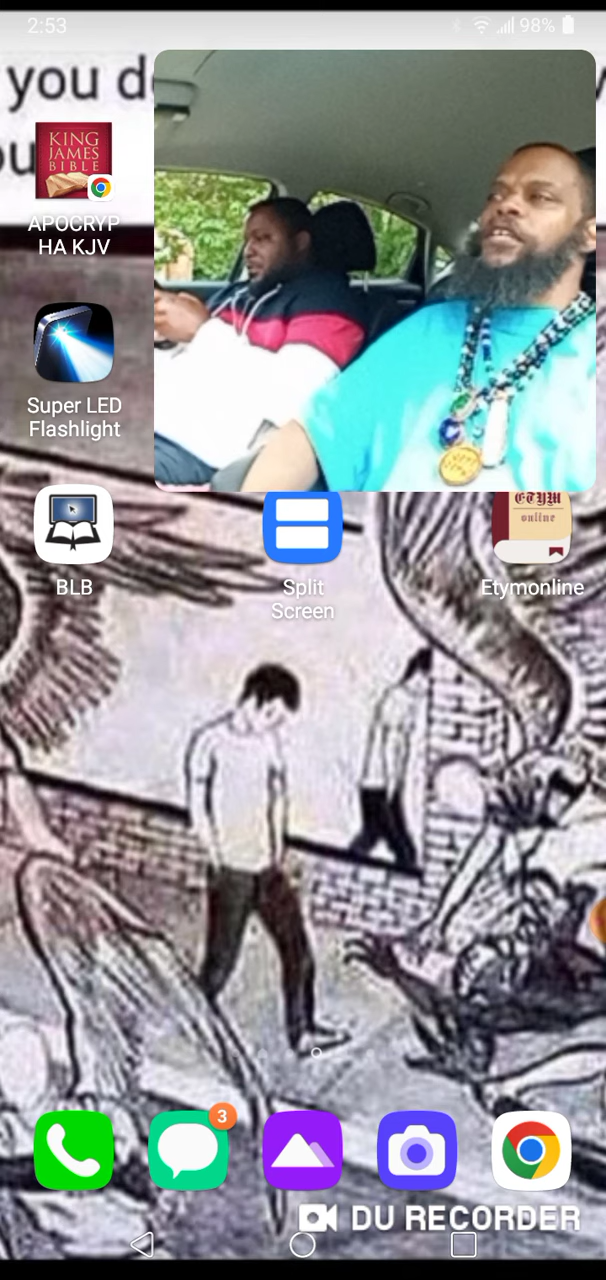 2:53
98%
you d
ou
KING
JAMES
BIBLE
APOCRYP
HA KJV
Super LED
Flashlight
ETYM
online
BLB
Split
Screen
Etymonline
3
DU RECORDER